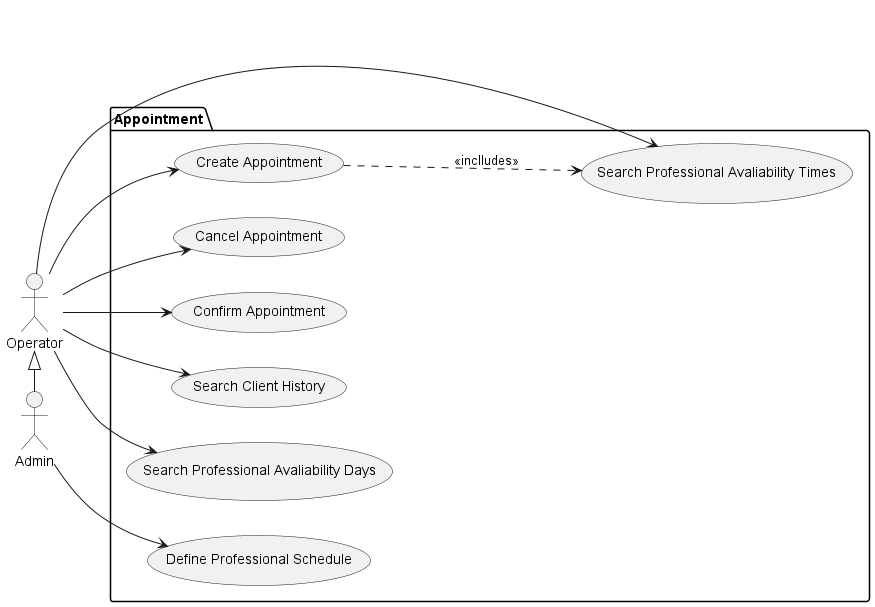 Appointment
Create Appointment
«inclludes»
Search Professional Avaliability Times
Cancel Appointment
Confirm Appointment
Operator
Search Client History
Admin
Search Professional Avaliability Days
Define Professional Schedule